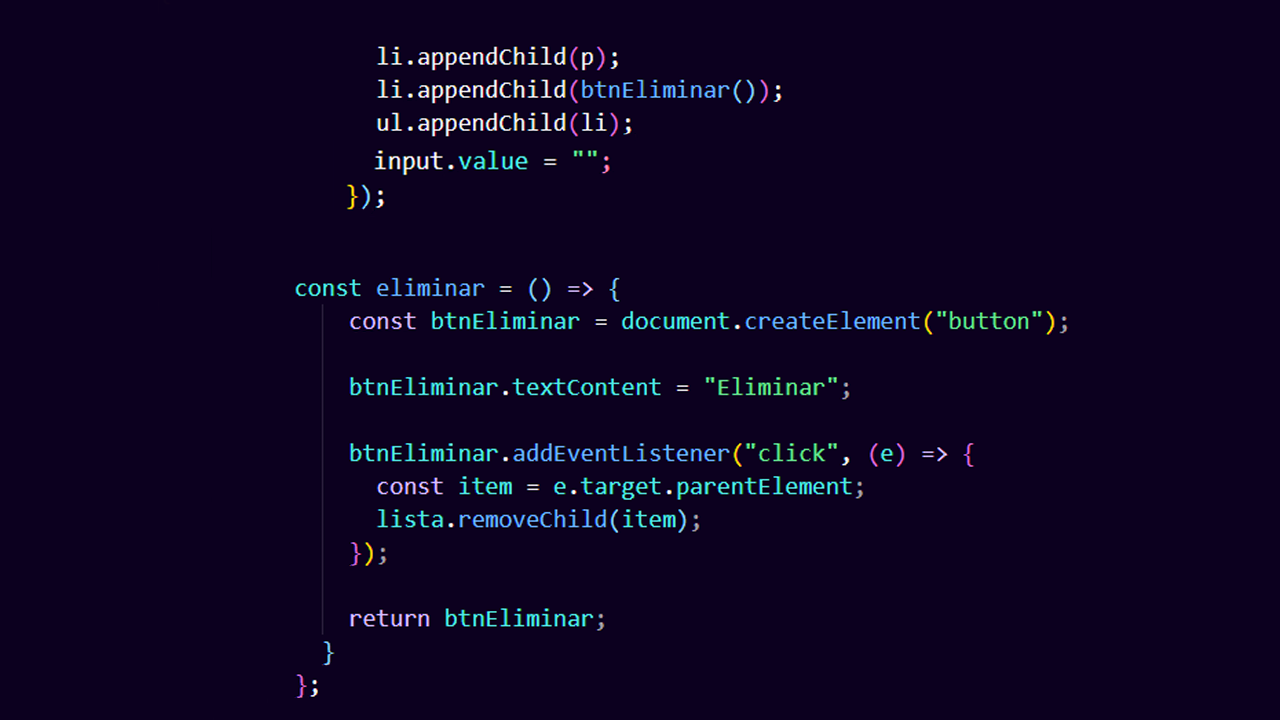 li.appendChild(p);
li.appendChild(btnEliminar());
ul.appendChild(li);
input.value = "";
});
const eliminar = () => {
const btnEliminar = document.createElement("button");
btnEliminar.textContent = "Eliminar";
btnEliminar.addEventListener("click", (e) => {
const item = e.target.parentElement;
lista.removeChild(item);
});
return btnEliminar;
}
};